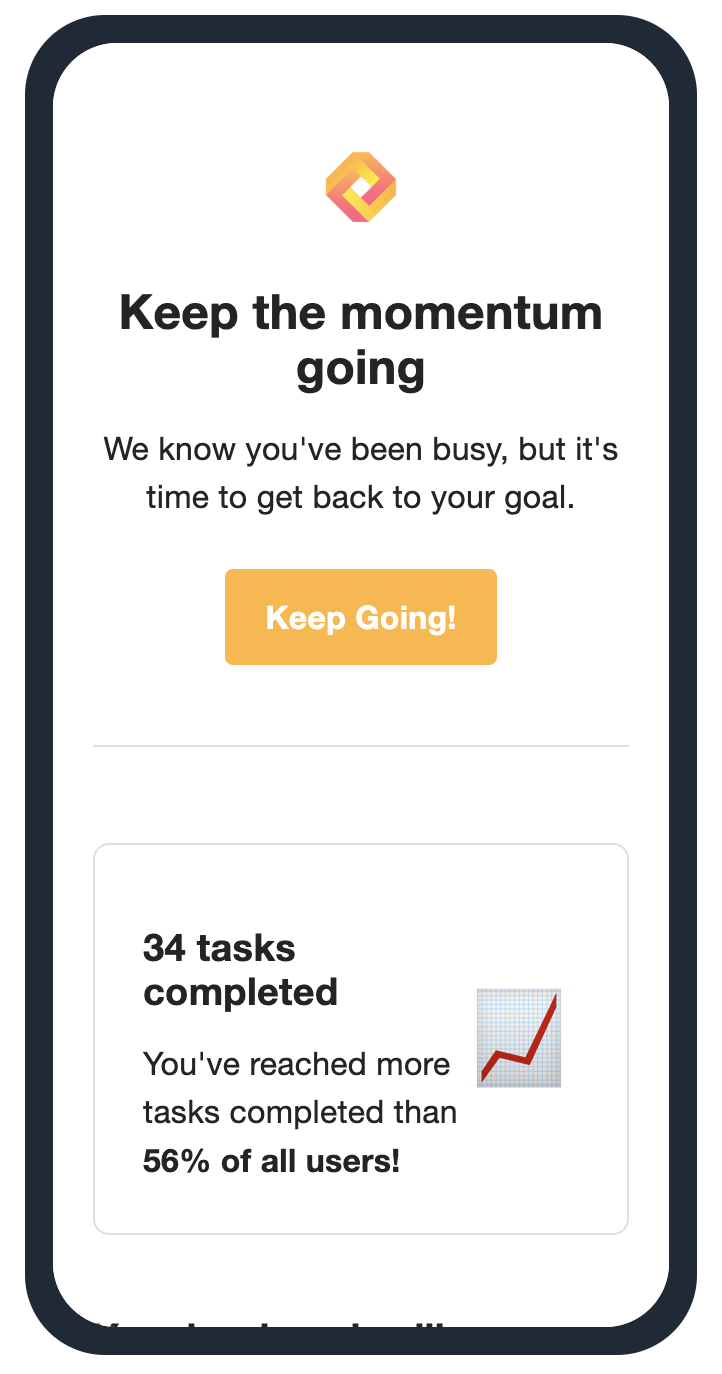 Keep the momentum
going
We know you've been busy, but it's
time to get back to your goal.
Keep Going!
34 tasks
completed
You've reached more
tasks completed than
56% of all users!